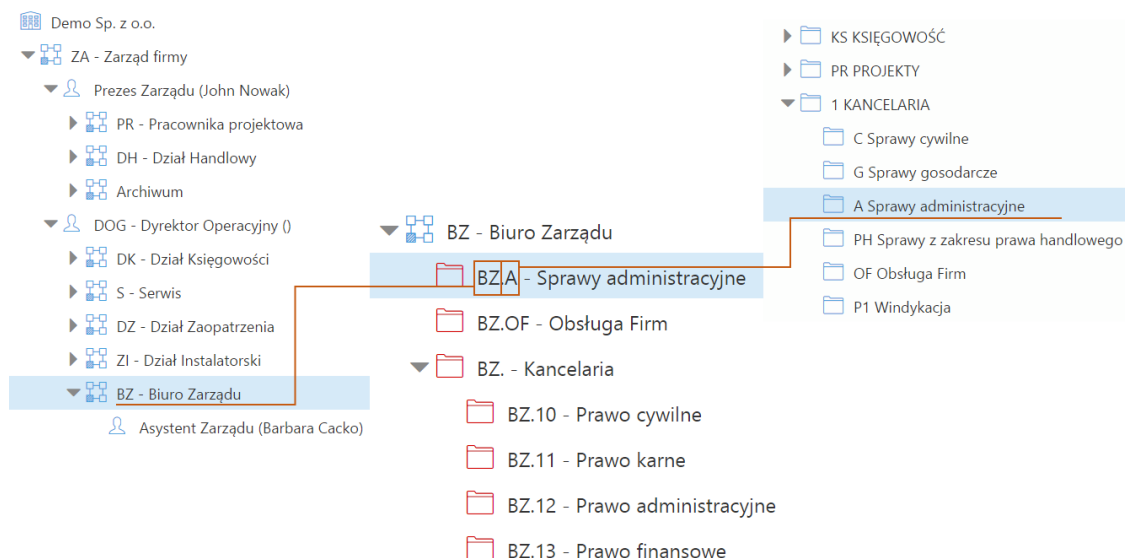 Demo Sp. z o.o.
ZA - Zarząd firmy
Prezes Zarządu (John Nowak)
PR - Pracownika projektowa
DH - Dział Handlowy
Archiwum
DOG - Dyrektor Operacyjny ()
DK - Dział Księgowości
S - Serwis
DZ - Dział Zaopatrzenia
ZI - Dział Instalatorski
BZ - Biuro Zarządu
Asystent Zarządu (Barbara Cacko)
BZ - Biuro Zarządu
BZ.A - Sprawy administracyjne
BZ.OF - Obsługa Firm
BZ. - Kancelaria
BZ.10 - Prawo cywilne
BZ.11 - Prawo karne
BZ.12 - Prawo administracyjne
BZ.13 - Prawo finansowe
KS KSIĘGOWOŚĆ
PR PROJEKTY
1 KANCELARIA
C Sprawy cywilne
G Sprawy gosodarcze
A Sprawy administracyjne
PH Sprawy z zakresu prawa handlowego
OF Obsługa Firm
P1 Windykacja